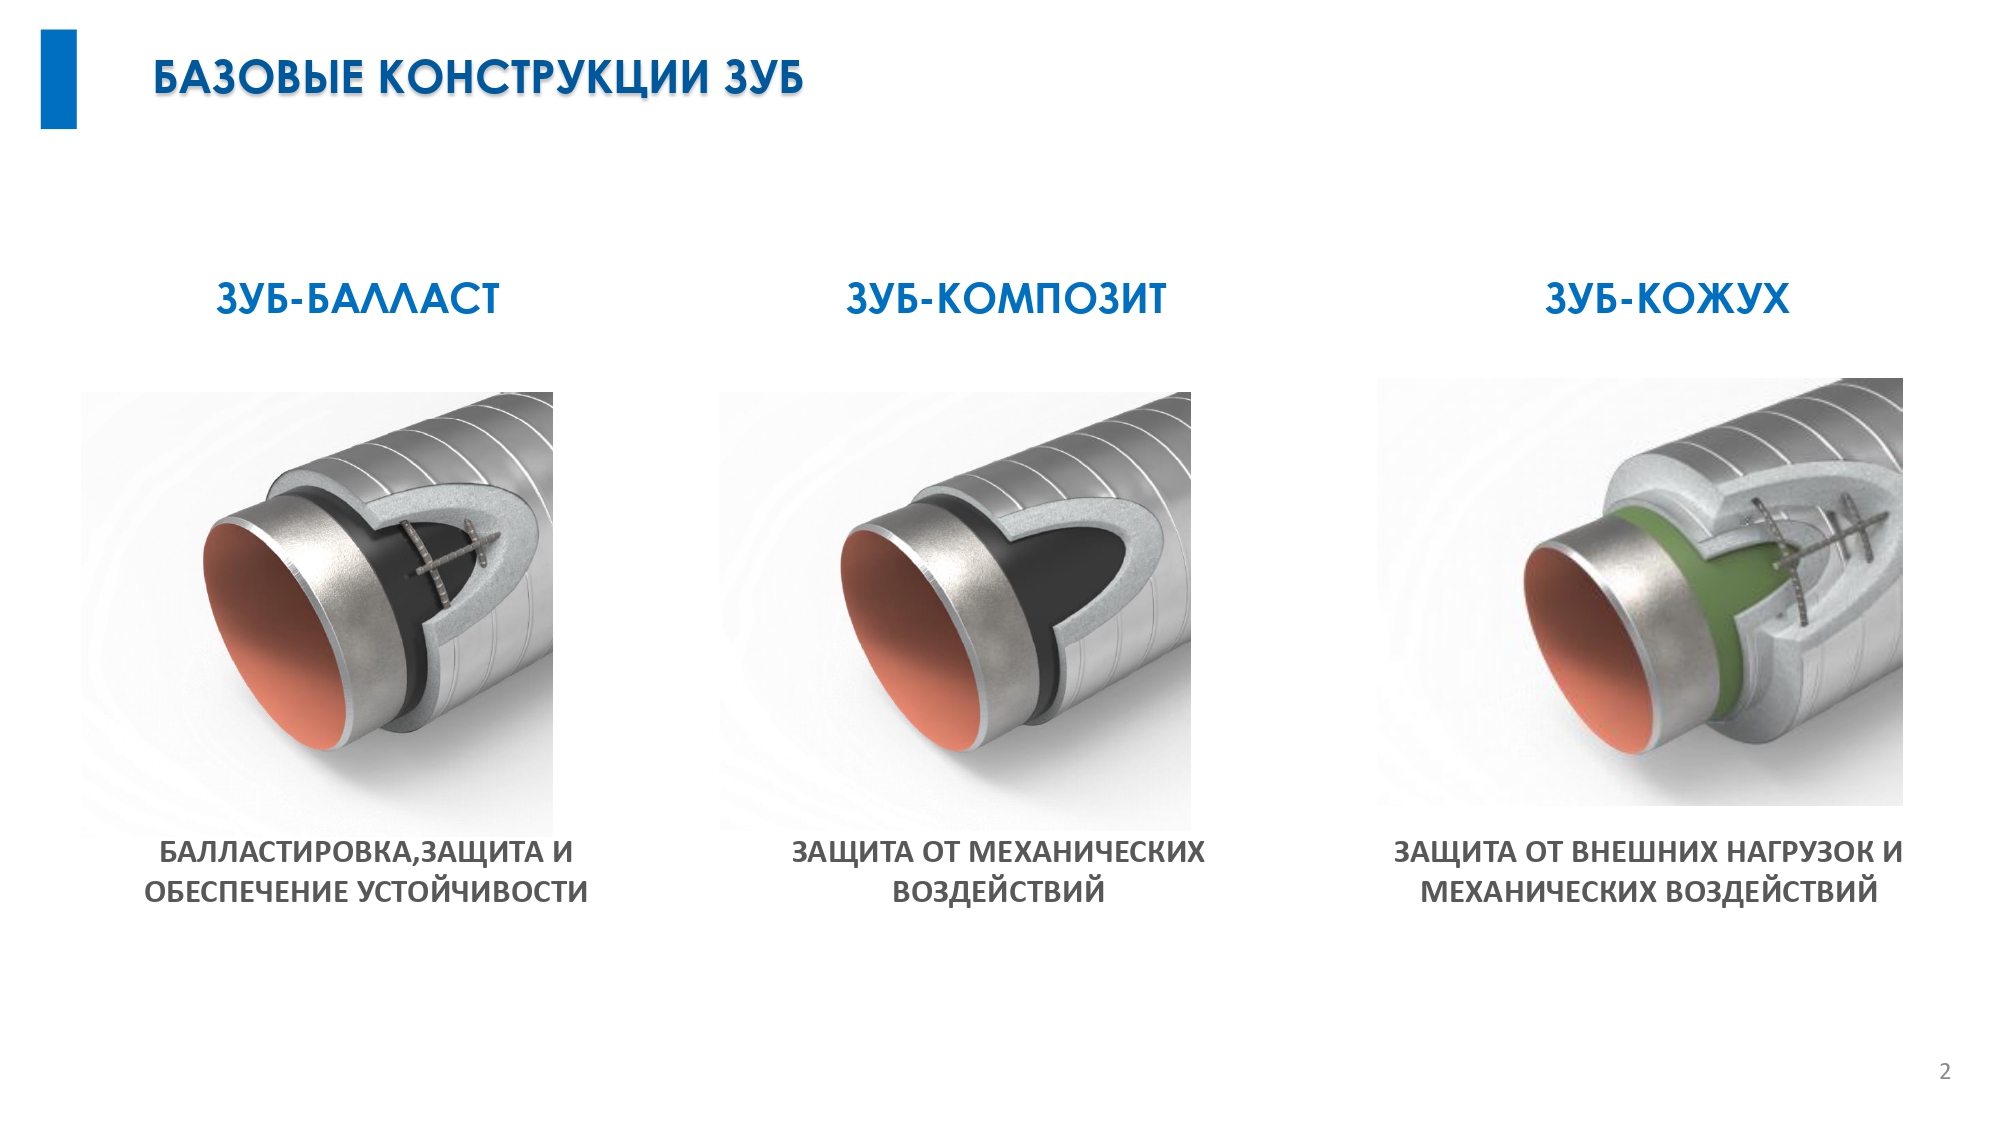 БАЗОВЫЕ КОНСТРУКЦИИ ЗУБ
ЗУБ-БАЛЛАСТ
ЗУБ-КОМПОЗИТ
ЗУБ-КОЖУХ
БАЛЛАСТИРОВКА,ЗАЩИТА И
ОБЕСПЕЧЕНИЕ УСТОЙЧИВОСТИ
ЗАЩИТА ОТ МЕХАНИЧЕСКИХ
ВОЗДЕЙСТВИЙ
ЗАЩИТА ОТ ВНЕШНИХ НАГРУЗОК И
МЕХАНИЧЕСКИХ ВОЗДЕЙСТВИЙ
2